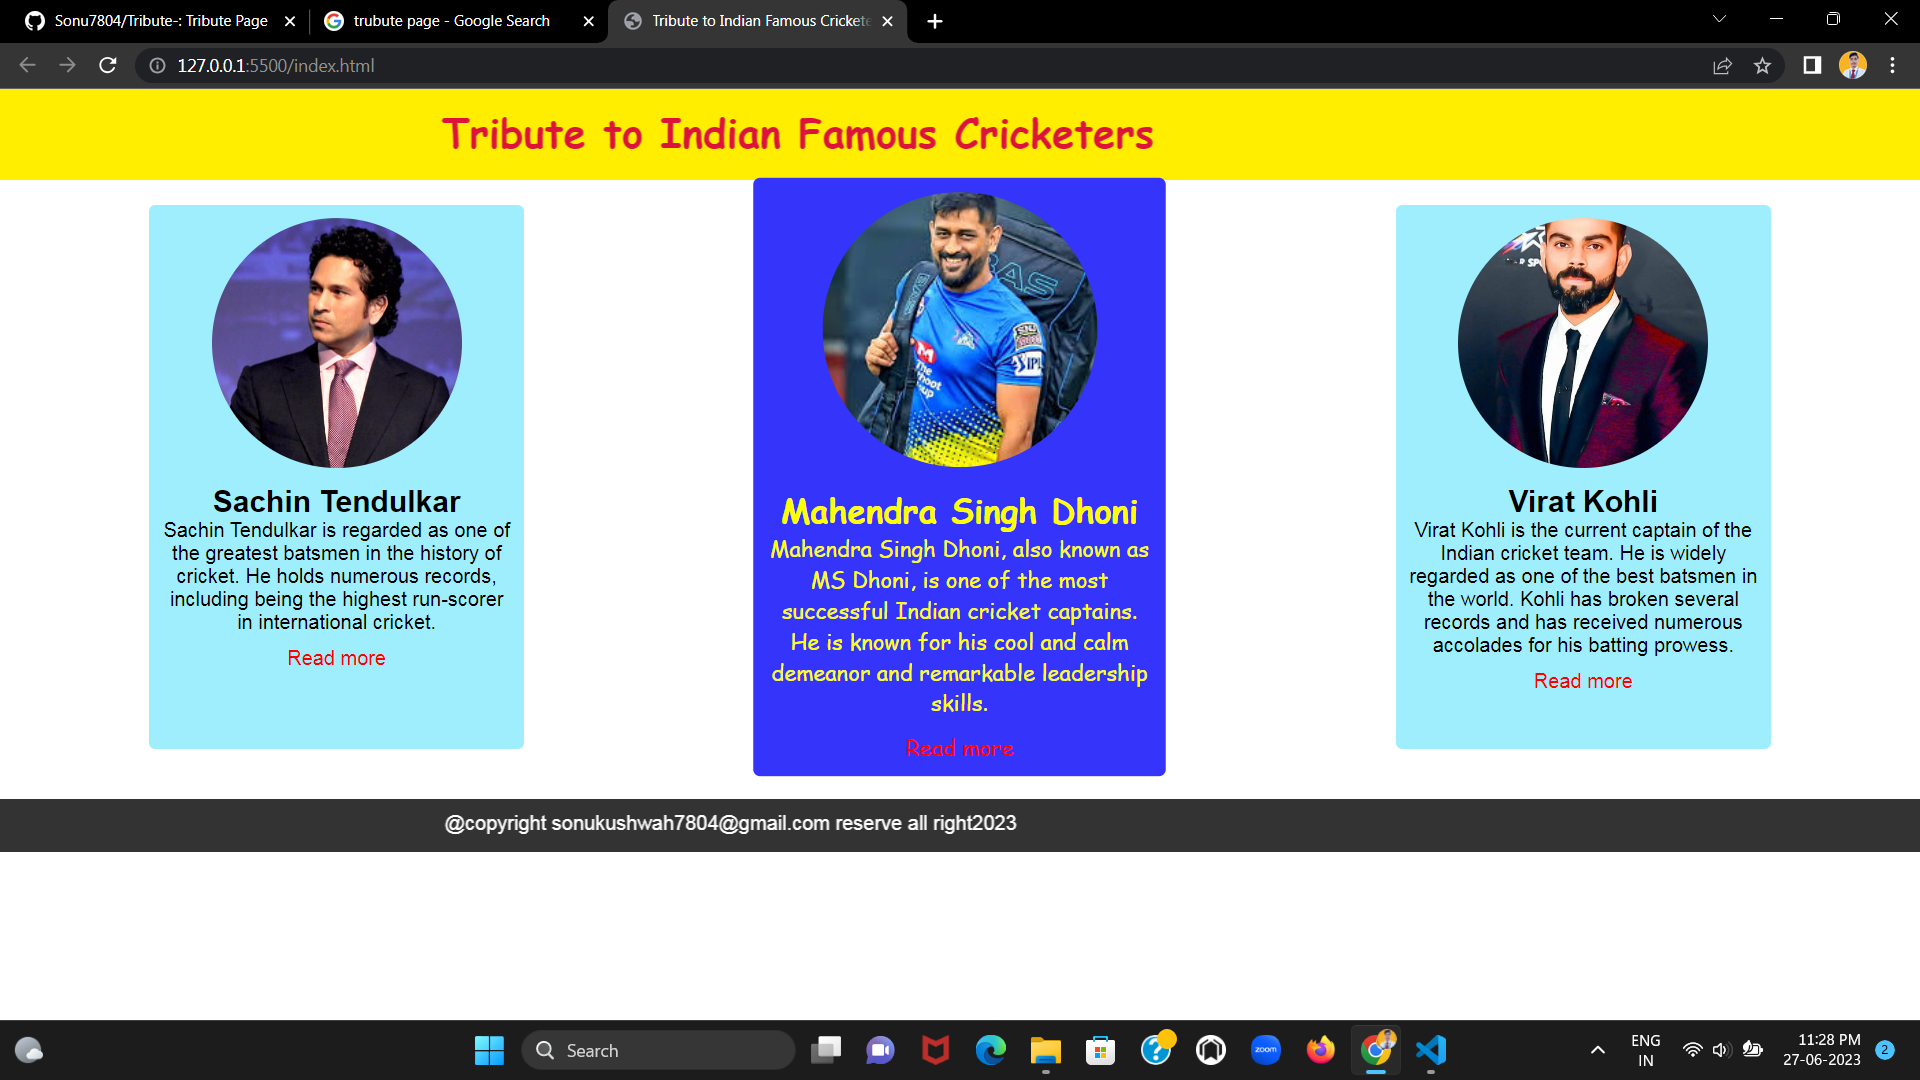 Sonu7804/Tribute-: Tribute Page
trubute page - Google Search
Tribute to Indian Famous Crickete
127.0.0.1:5500/index.html
Tribute to Indian Famous Cricketers
Sachin Tendulkar
Sachin Tendulkar is regarded as one of
the greatest batsmen in the history of
cricket. He holds numerous records,
including being the highest run-scorer
in international cricket.
Read more
Mahendra Singh Dhoni
Mahendra Singh Dhoni, also known as
MS Dhoni, is one of the most
successful Indian cricket captains.
He is known for his cool and calm
demeanor and remarkable leadership
skills.
Read more
Virat Kohli
Virat Kohli is the current captain of the
Indian cricket team. He is widely
regarded as one of the best batsmen in
the world. Kohli has broken several
records and has received numerous
accolades for his batting prowess.
Read more
@copyright sonukushwah7804@gmail.com reserve all right2023
Search
zoom
ENG
IN
11:28 PM
27-06-2023
2